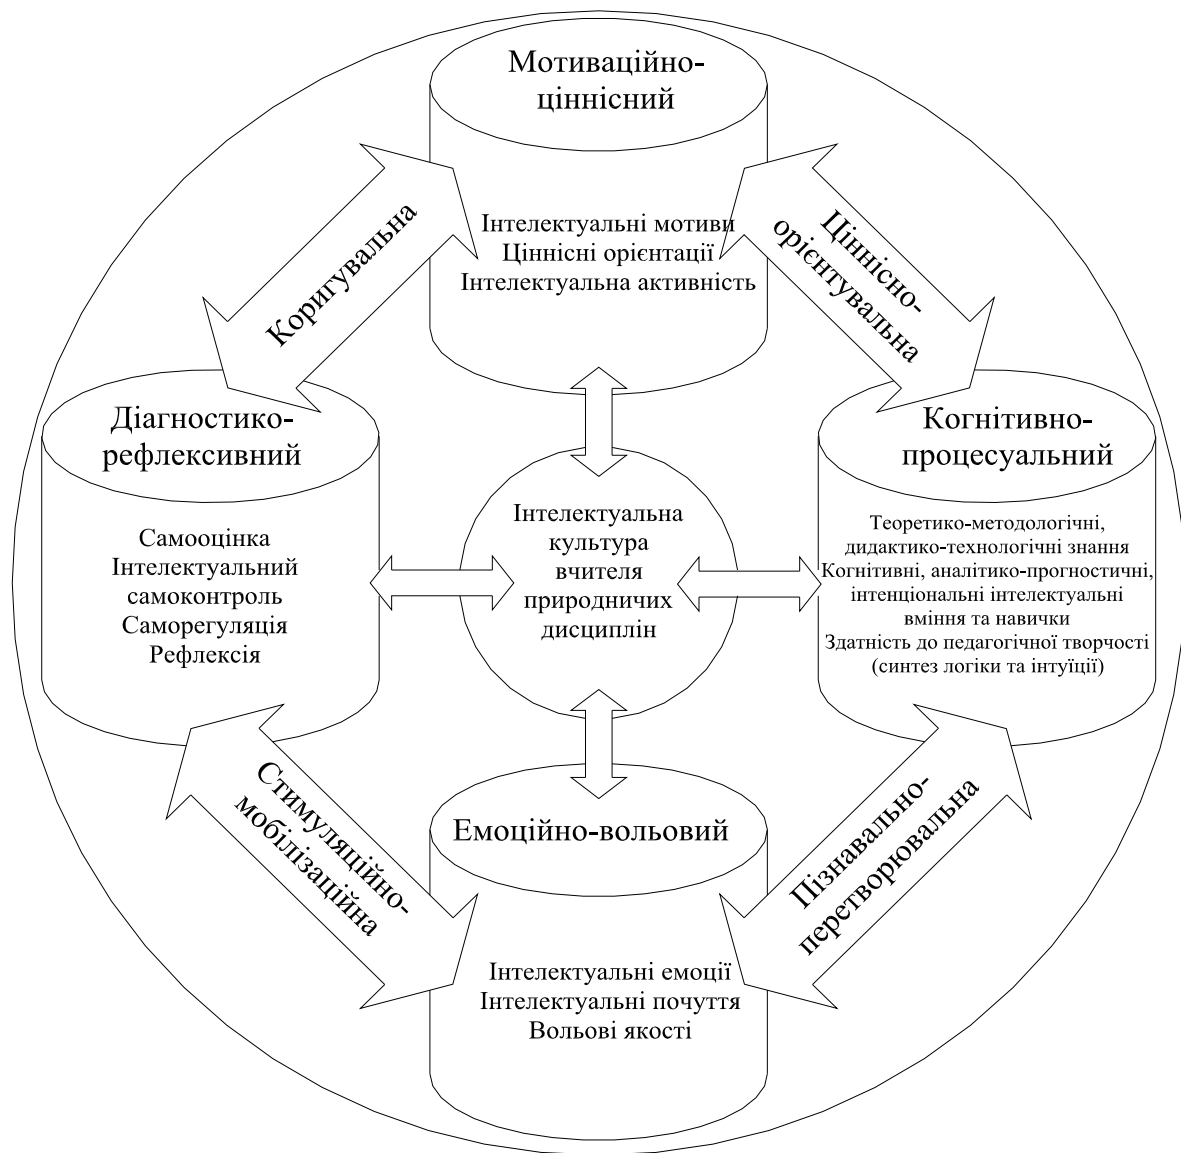 Мотиваційно-
ціннісний
Інтелектуальні мотиви
Ціннісні орієнтації
Інтелектуальна активність
Коригувальна
Ціннісно-
орієнтувальна
Діагностико-
рефлексивний
Самооцінка
Інтелектуальний
самоконтроль
Саморегуляція
Рефлексія
Інтелектуальна
культура
вчителя
природничих
дисциплін
Когнітивно-
процесуальний
Теоретико-методологічні,
дидактико-технологічні знання
Когнітивні, аналітико-прогностичні,
інтенціональні інтелектуальні
вміння та навички
Здатність до педагогічної творчості
(синтез логіки та інтуїції)
Стимуляційно-
мобілізаційна
Пізнавально-
перетворювальна
Емоційно-вольовий
Інтелектуальні емоції
Інтелектуальні почуття
Вольові якості